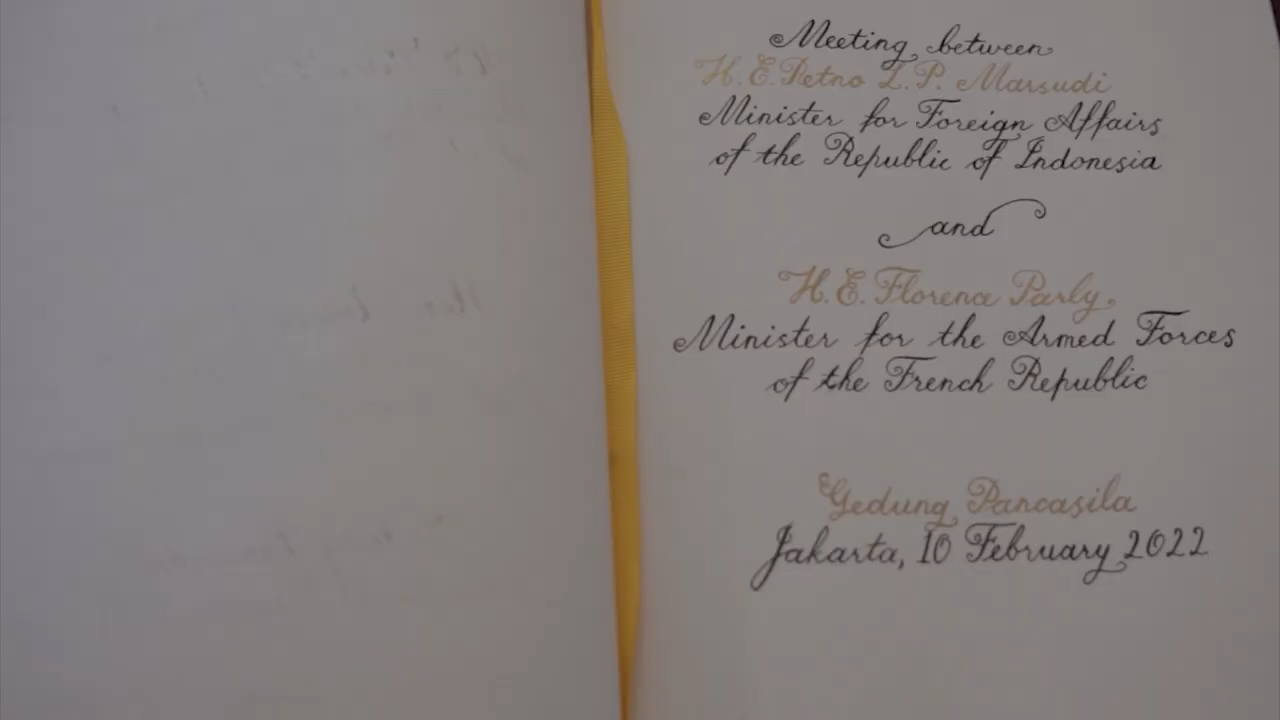 Meeting between
H.E. Retno L.P. Marsudi
Minister for Foreign Affairs
of the Republic of Indonesia
and
H.E. Florence Parly,
Minister for the Armed Forces
of the French Republic
Gedung Pancasila
Jakarta, 10 February 2022